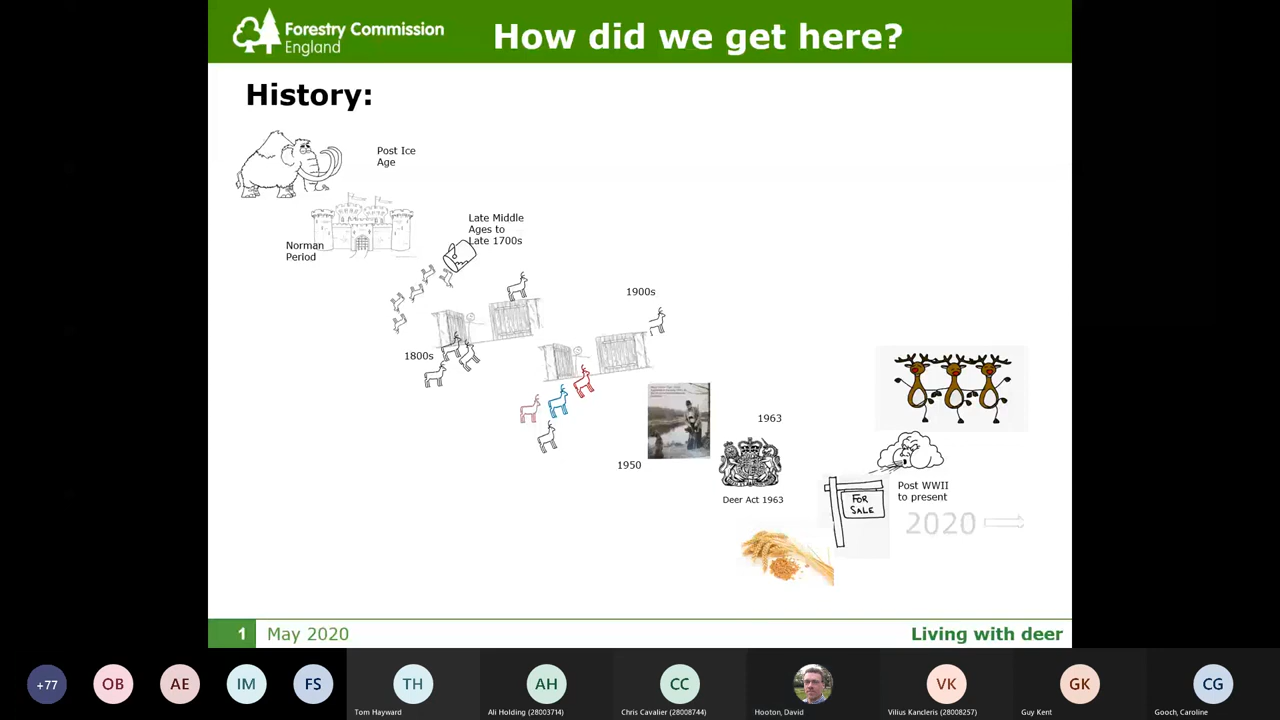 Forestry Commission
England
How did we get here?
History:
Post Ice
Age
Norman
Period
Late Middle
Ages to
Late 1700s
1800s
1900s
1950
1963
Deer Act 1963
FOR
SALE
Post WWII
to present
2020
1
May 2020
Living with deer
+77
OB
AE
IM
FS
TH
Tom Hayward
AH
Ali Holding (28003714)
CC
Chris Cavalier (28008744)
Hooton, David
VK
Vilius Kancleris (28008257)
GK
Guy Kent
CG
Gooch, Caroline